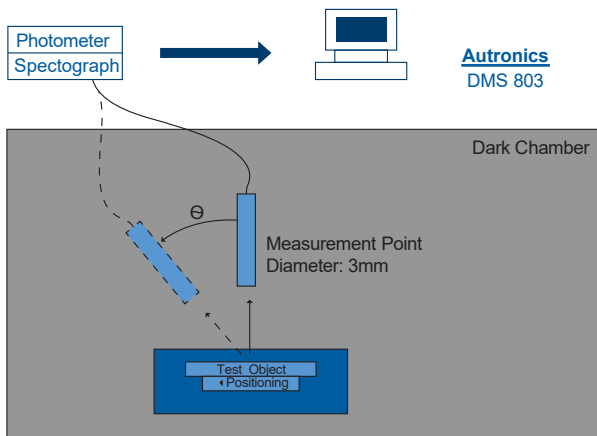 Photometer
Spectograph
Autronics
DMS 803
Dark Chamber
Θ
Measurement Point
Diameter: 3mm
Test Object
Positioning